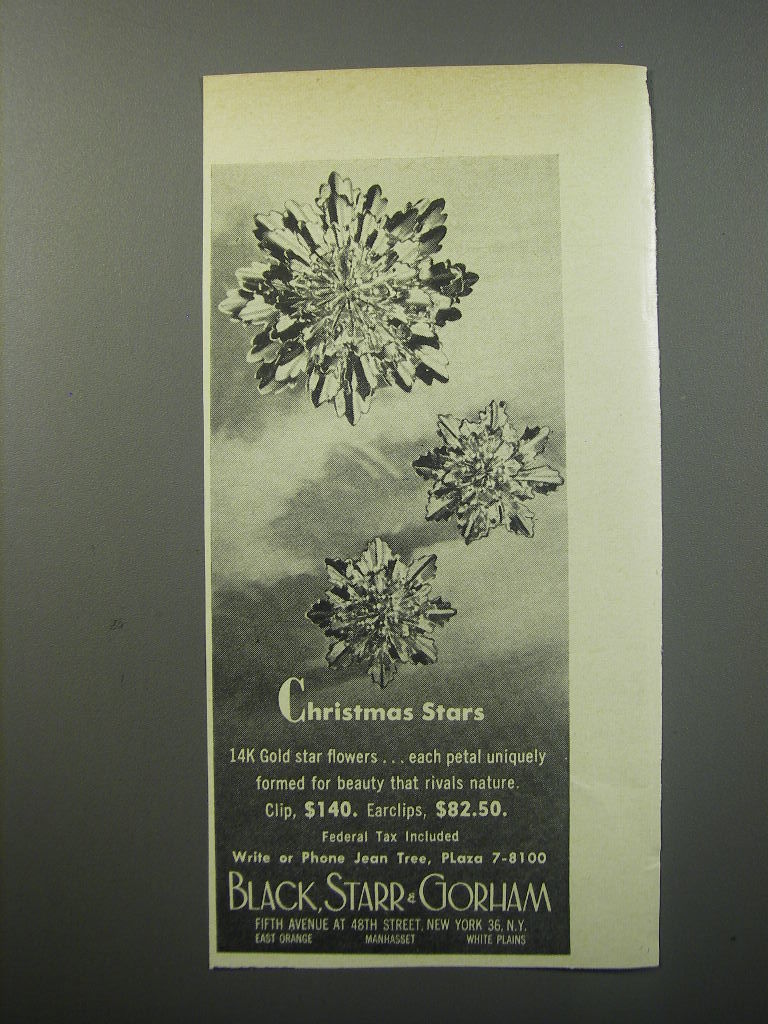 Christmas Stars
14K Gold star flowers . . . each petal uniquely
formed for beauty that rivals nature.
Clip, $140. Earclips, $82.50.
Federal Tax Included
Write or Phone Jean Tree, PLaza 7-8100
BLACK, STARR & GORHAM
FIFTH AVENUE AT 48TH STREET, NEW YORK 36, N.Y.
EAST ORANGE MANHASSET WHITE PLAINS